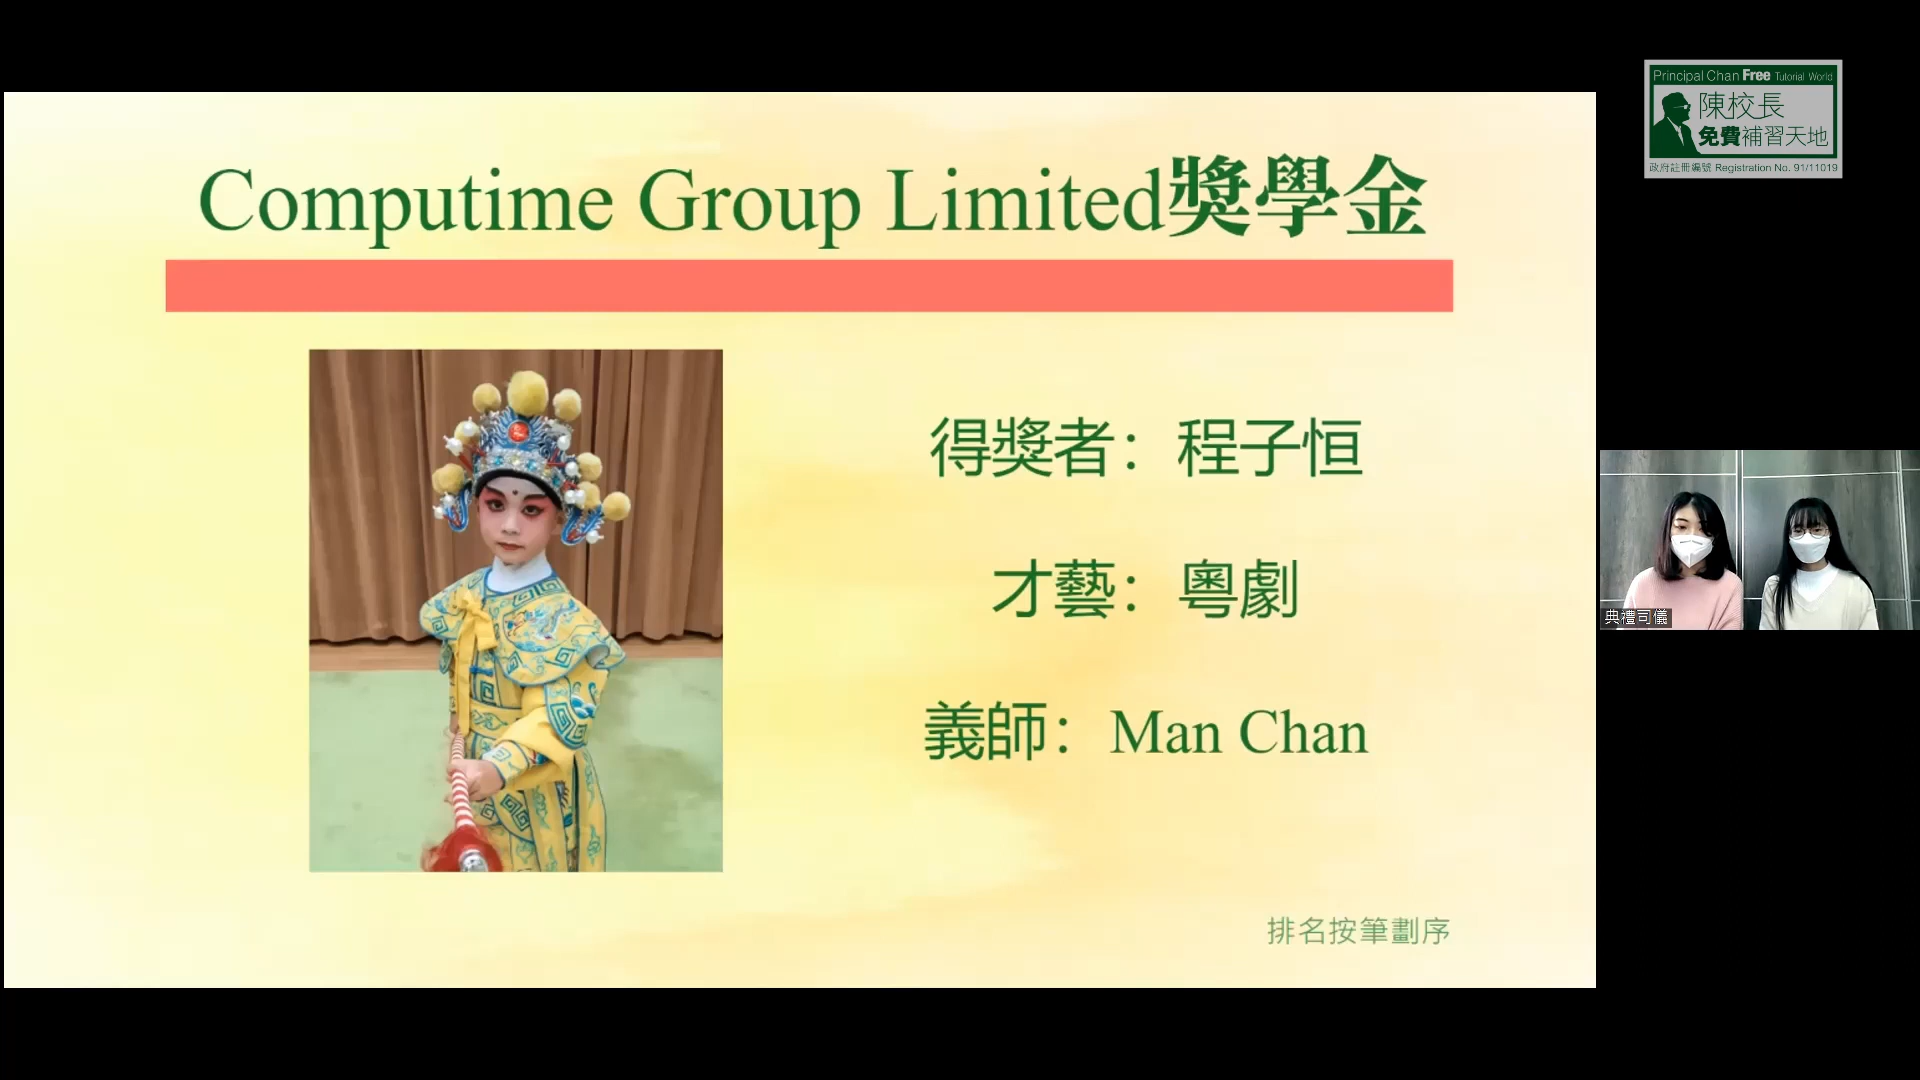 Computime Group Limited獎學金
得獎者：程子恒
才藝：粵劇
義師：Man Chan
排名按筆劃序
Principal Chan Free Tutorial World
陳校長
免費補習天地
政府註冊編號 Registration No. 91/11019
典禮司儀